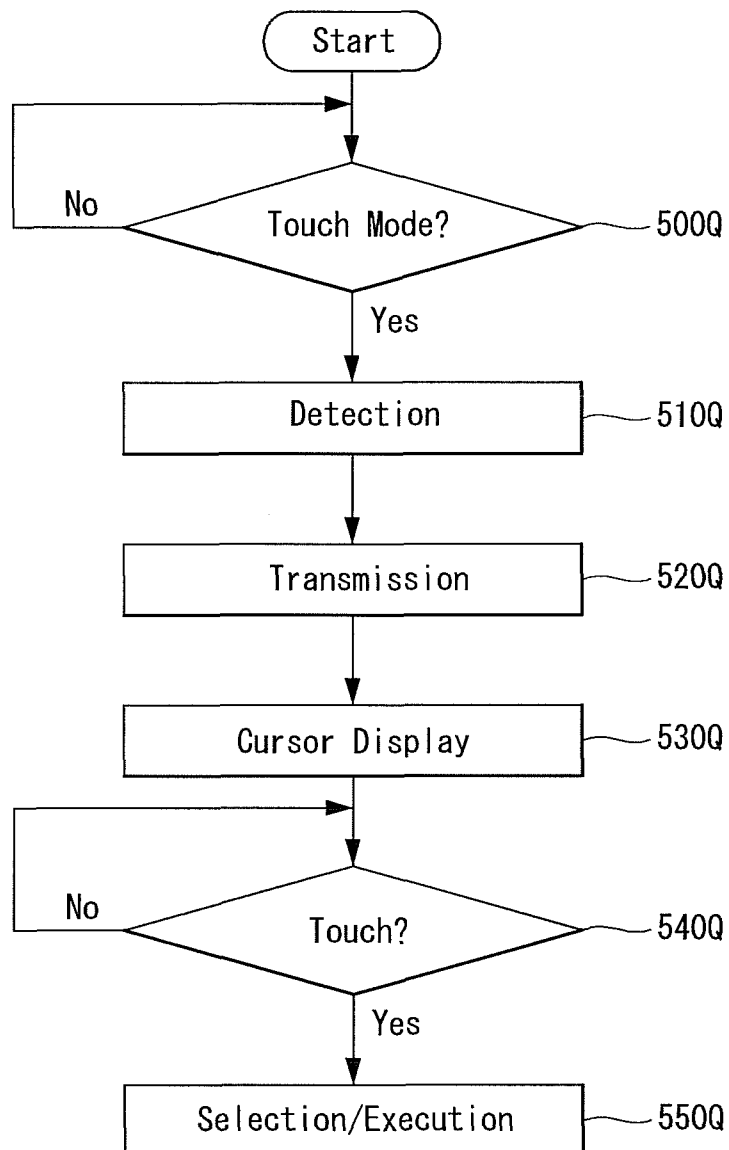 Start
No
Touch Mode?
500Q
Yes
Detection
510Q
Transmission
520Q
Cursor Display
530Q
No
Touch?
540Q
Yes
Selection/Execution
550Q